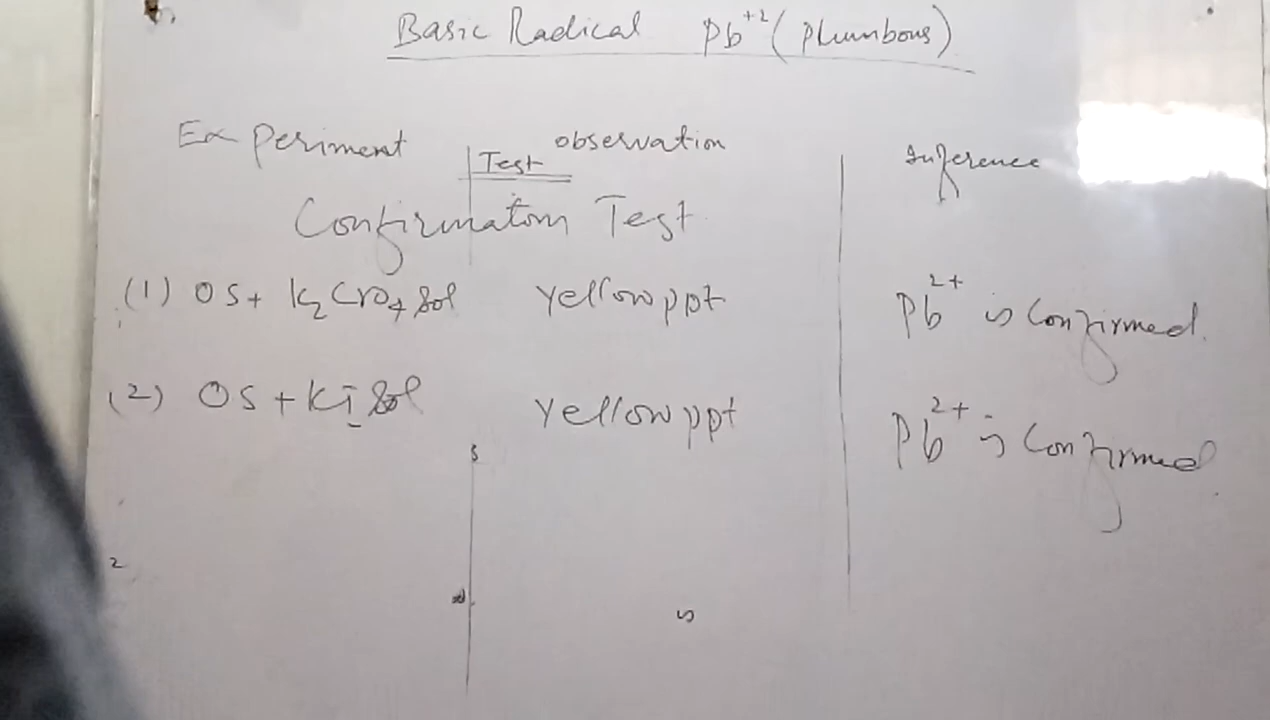 Basic Radical Pb+2 (Plumbous)
Experiment observation Inference
Test
Confirmation Test
(1) OS+ K2CrO4 Sol Yellow ppt Pb2+ is Confirmed.
(2) OS + KI Sol Yellow ppt Pb2+ is Confirmed